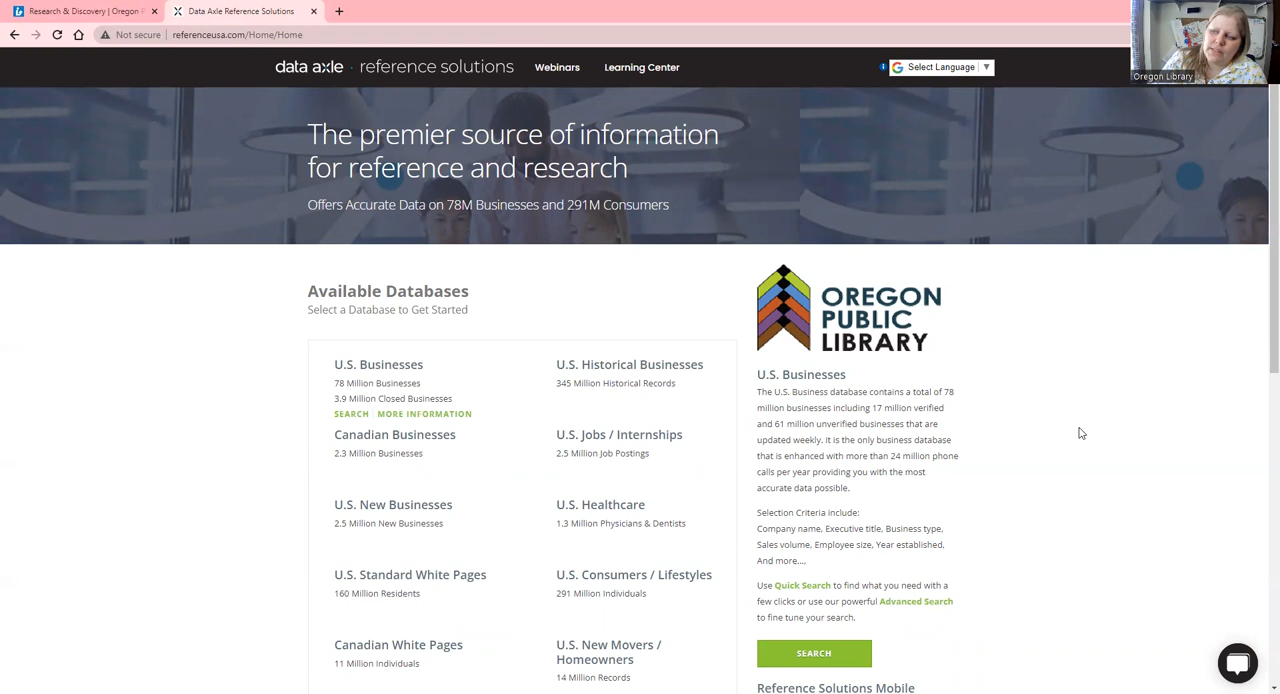 Research & Discovery | Oregon P
Data Axle Reference Solutions
Not secure
referenceusa.com/Home/Home
Oregon Library
data axle · reference solutions
Webinars
Learning Center
Select Language
The premier source of information
for reference and research
Offers Accurate Data on 78M Businesses and 291M Consumers
Available Databases
Select a Database to Get Started
U.S. Businesses
78 Million Businesses
3.9 Million Closed Businesses
SEARCH | MORE INFORMATION
U.S. Historical Businesses
345 Million Historical Records
Canadian Businesses
2.3 Million Businesses
U.S. Jobs / Internships
2.5 Million Job Postings
U.S. New Businesses
2.5 Million New Businesses
U.S. Healthcare
1.3 Million Physicians & Dentists
U.S. Standard White Pages
160 Million Residents
U.S. Consumers / Lifestyles
291 Million Individuals
Canadian White Pages
11 Million Individuals
U.S. New Movers /
Homeowners
14 Million Records
OREGON
PUBLIC
LIBRARY
U.S. Businesses
The U.S. Business database contains a total of 78
million businesses including 17 million verified
and 61 million unverified businesses that are
updated weekly. It is the only business database
that is enhanced with more than 24 million phone
calls per year providing you with the most
accurate data possible.
Selection Criteria include:
Company name, Executive title, Business type,
Sales volume, Employee size, Year established,
And more....
Use Quick Search to find what you need with a
few clicks or use our powerful Advanced Search
to fine tune your search.
SEARCH
Reference Solutions Mobile